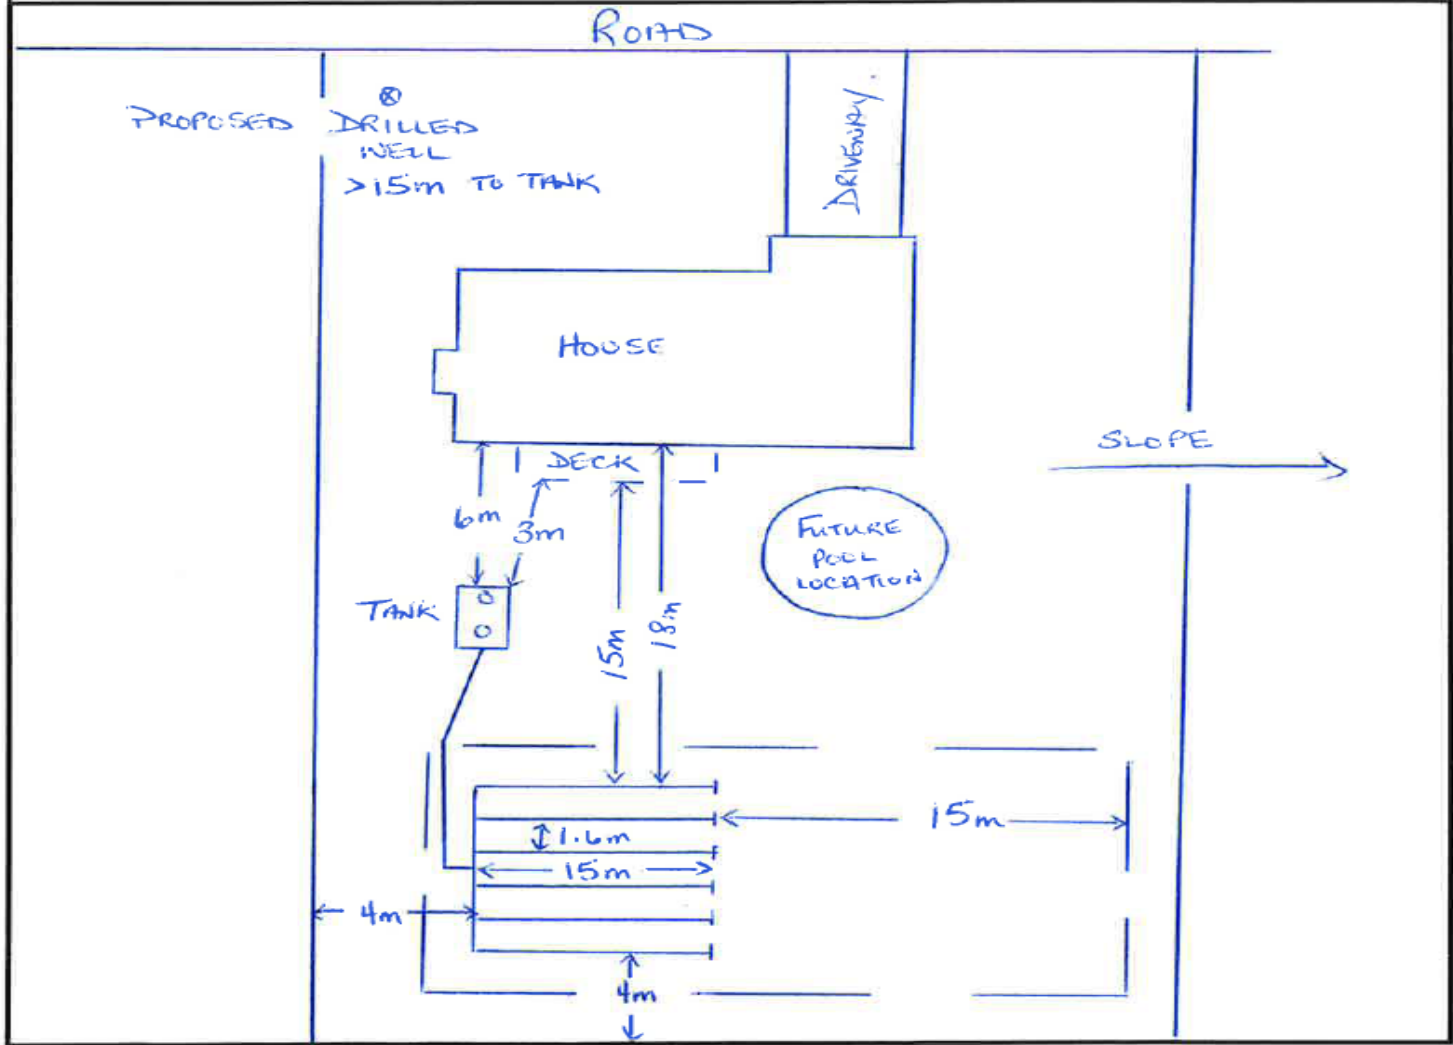 ROAD
PROPOSED DRILLED
WELL
>15m TO TANK
DRIVEWAY.
HOUSE
SLOPE
DECK
6m
3m
FUTURE
POOL
LOCATION
TANK
15m
18m
15m
1.6m
15m
4m
4m